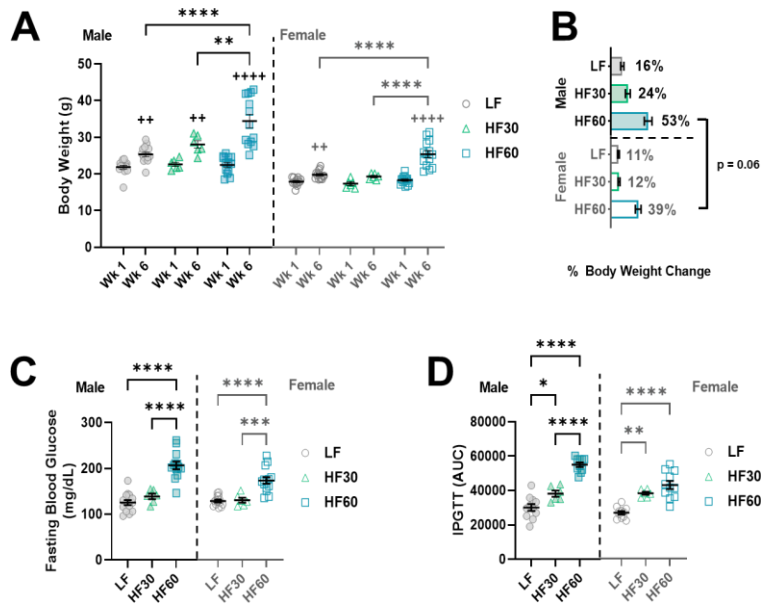 A
Male
****
Female
**
****
++++
****
++
++
++
++++
Body Weight (g)
50
40
30
20
10
0
Wk 1
Wk 6
Wk 1
Wk 6
Wk 1
Wk 6
Wk 1
Wk 6
Wk 1
Wk 6
Wk 1
Wk 6
LF
HF30
HF60
B
Male
LF
16%
HF30
24%
HF60
53%
Female
LF
11%
HF30
12%
HF60
39%
p = 0.06
% Body Weight Change
C
Male
****
****
Female
****
***
Fasting Blood Glucose
(mg/dL)
300
200
100
0
LF
HF30
HF60
LF
HF30
HF60
LF
HF30
HF60
D
Male
****
*
****
Female
****
**
IPGTT (AUC)
80000
60000
40000
20000
0
LF
HF30
HF60
LF
HF30
HF60
LF
HF30
HF60